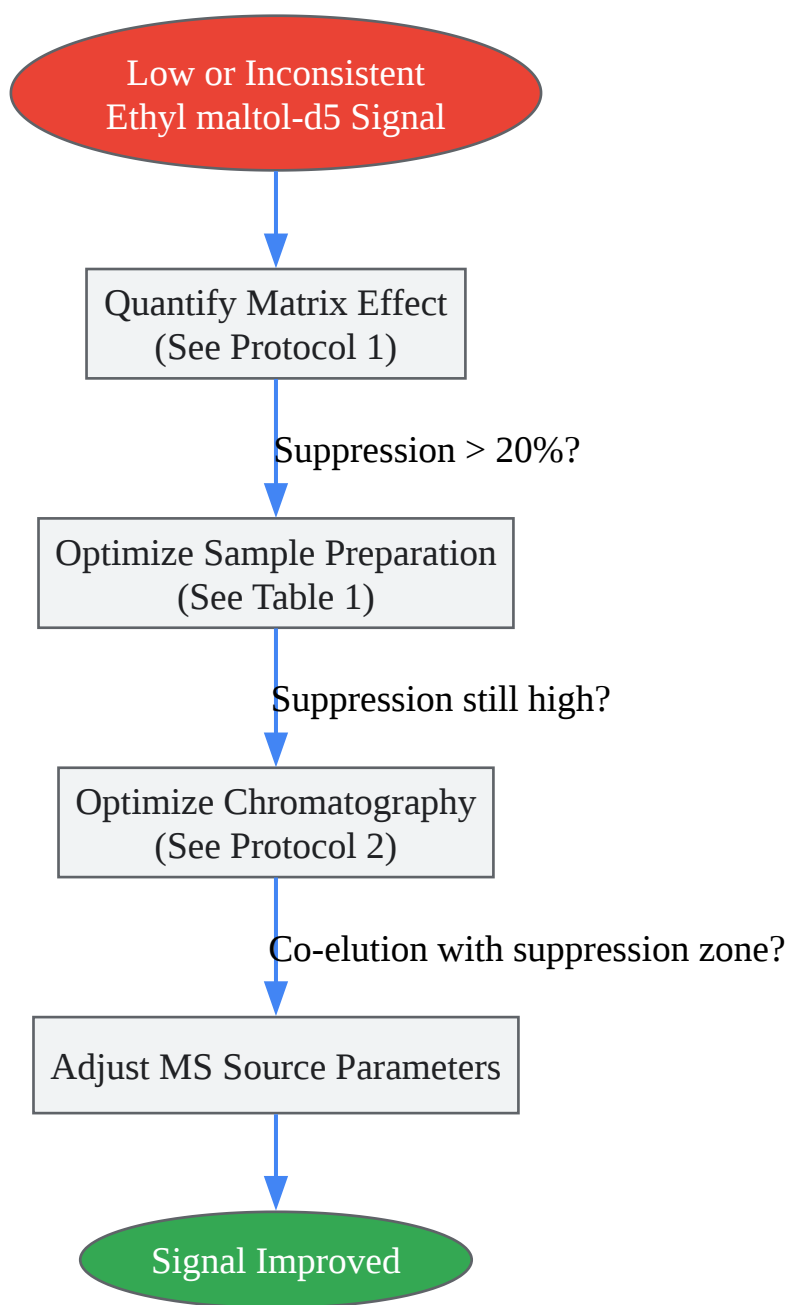 Low or Inconsistent
Ethyl maltol-d5 Signal
Quantify Matrix Effect
(See Protocol 1)
Suppression > 20%?
Optimize Sample Preparation
(See Table 1)
Suppression still high?
Optimize Chromatography
(See Protocol 2)
Co-elution with suppression zone?
Adjust MS Source Parameters
Signal Improved